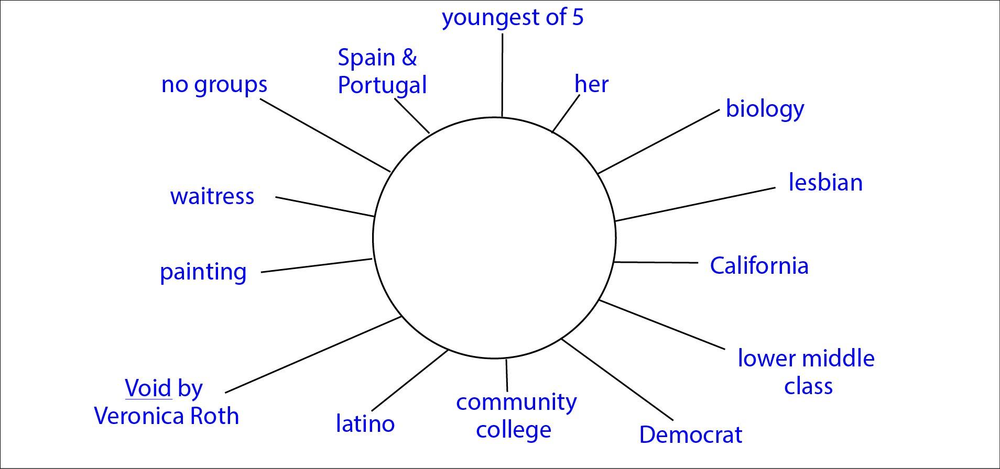 youngest of 5
Spain &
Portugal
no groups
her
biology
waitress
lesbian
painting
California
Void by
Veronica Roth
latino
community
college
Democrat
lower middle
class